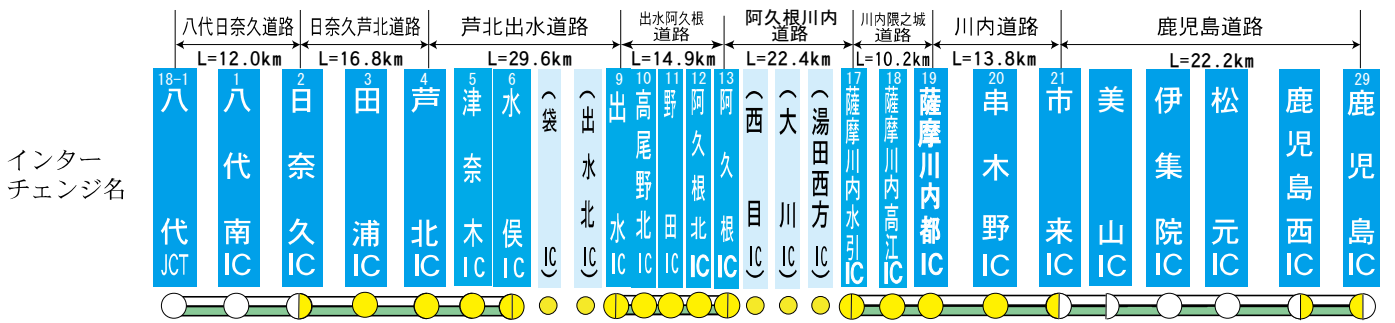 八代日奈久道路
日奈久芦北道路
芦北出水道路
出水阿久根
道路
阿久根川内
道路
川内隈之城
道路
川内道路
鹿児島道路
L=12.0km
L=16.8km
L=29.6km
L=14.9km
L=22.4km
L=10.2km
L=13.8km
L=22.2km
インター
チェンジ名
18-1
八代JCT
1
八代南IC
2
日奈久IC
3
田浦IC
4
芦北IC
5
津奈木IC
6
水俣IC
(袋IC)
(出水北IC)
9
出水IC
10
高尾野北IC
11
野田IC
12
阿久根北IC
13
阿久根IC
(西目IC)
(大川IC)
(湯田西方IC)
17
薩摩川内水引IC
18
薩摩川内高江IC
19
薩摩川内都IC
20
串木野IC
21
市来IC
美山IC
伊集院IC
松元IC
鹿児島西IC
29
鹿児島IC